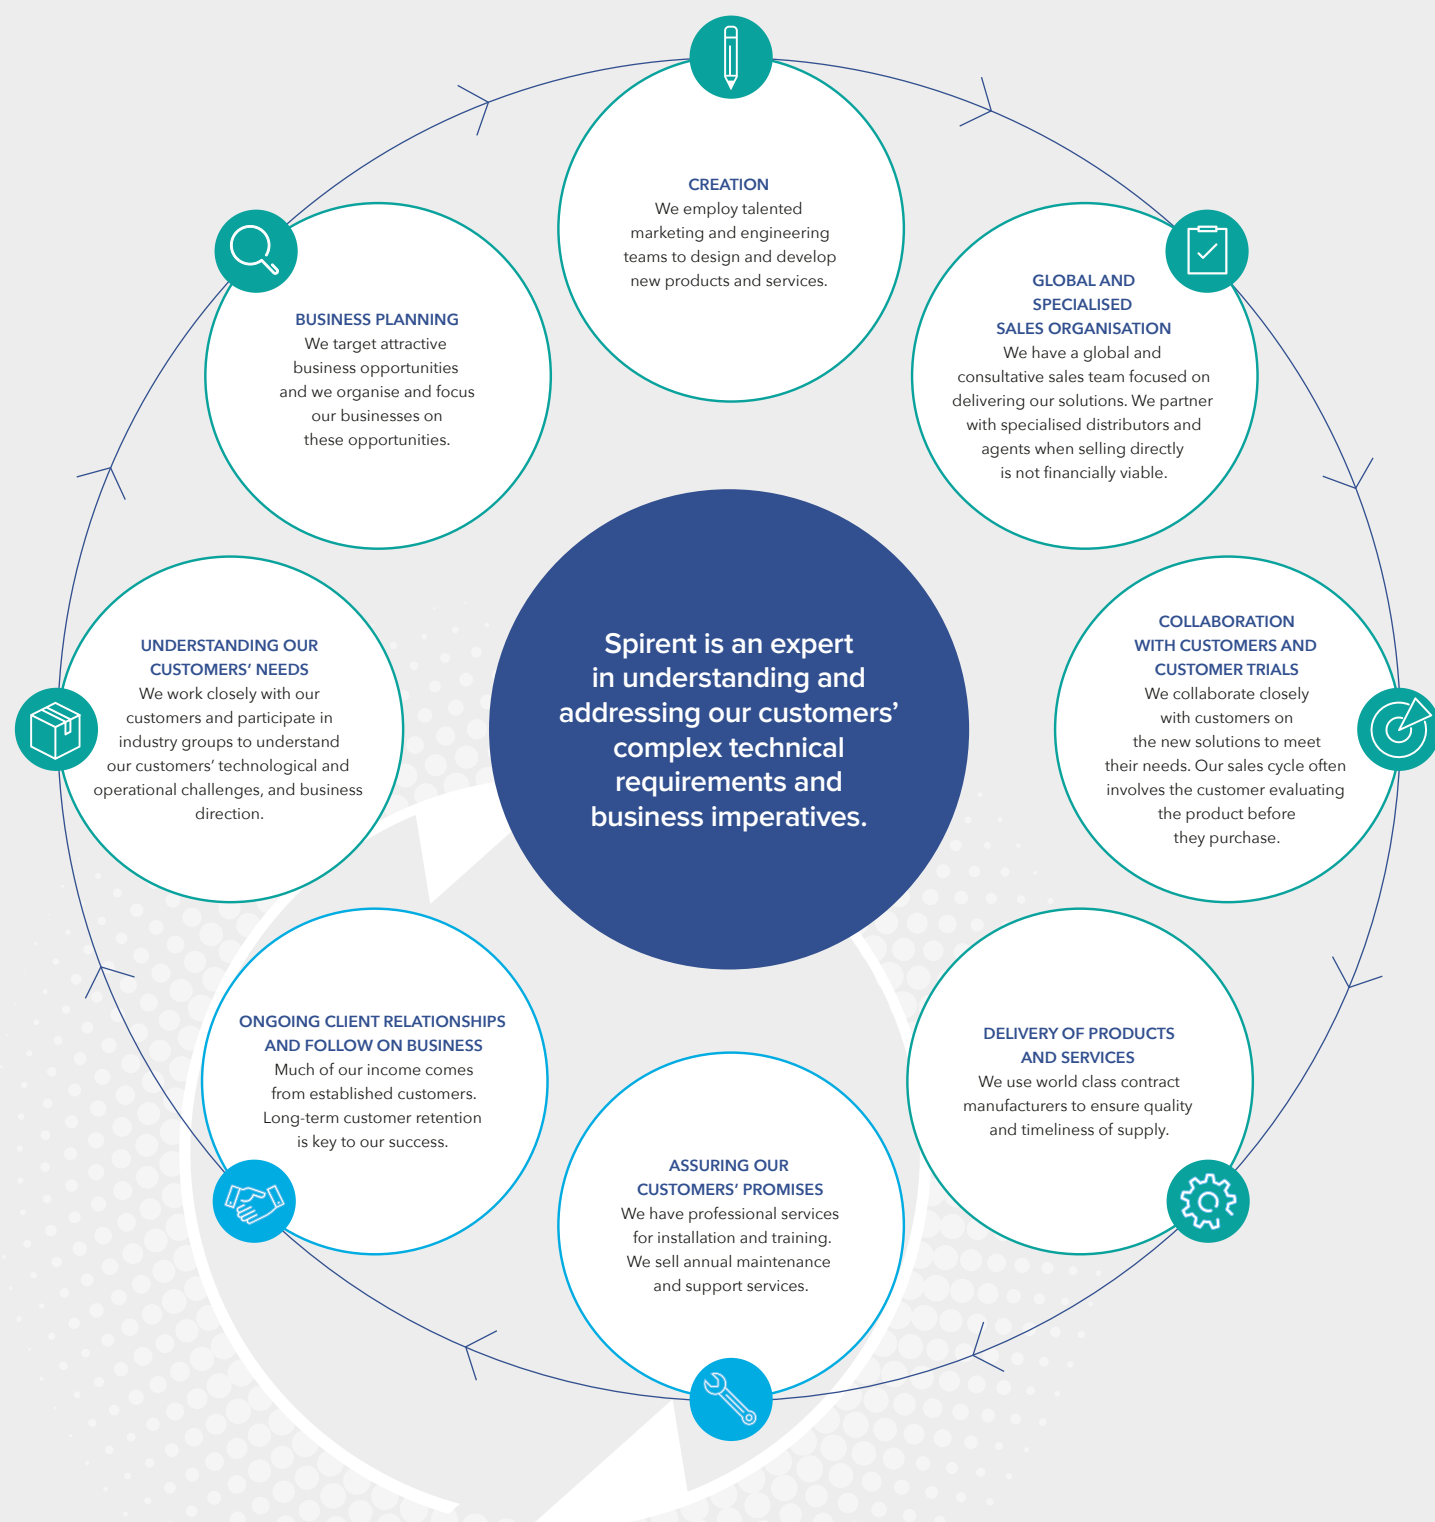 CREATION
We employ talented
marketing and engineering
teams to design and develop
new products and services.
GLOBAL AND
SPECIALISED
SALES ORGANISATION
We have a global and
consultative sales team focused on
delivering our solutions. We partner
with specialised distributors and
agents when selling directly
is not financially viable.
COLLABORATION
WITH CUSTOMERS AND
CUSTOMER TRIALS
We collaborate closely
with customers on
the new solutions to meet
their needs. Our sales cycle often
involves the customer evaluating
the product before
they purchase.
DELIVERY OF PRODUCTS
AND SERVICES
We use world class contract
manufacturers to ensure quality
and timeliness of supply.
ASSURING OUR
CUSTOMERS’ PROMISES
We have professional services
for installation and training.
We sell annual maintenance
and support services.
ONGOING CLIENT RELATIONSHIPS
AND FOLLOW ON BUSINESS
Much of our income comes
from established customers.
Long-term customer retention
is key to our success.
UNDERSTANDING OUR
CUSTOMERS’ NEEDS
We work closely with our
customers and participate in
industry groups to understand
our customers’ technological and
operational challenges, and business
direction.
BUSINESS PLANNING
We target attractive
business opportunities
and we organise and focus
our businesses on
these opportunities.
Spirent is an expert
in understanding and
addressing our customers’
complex technical
requirements and
business imperatives.